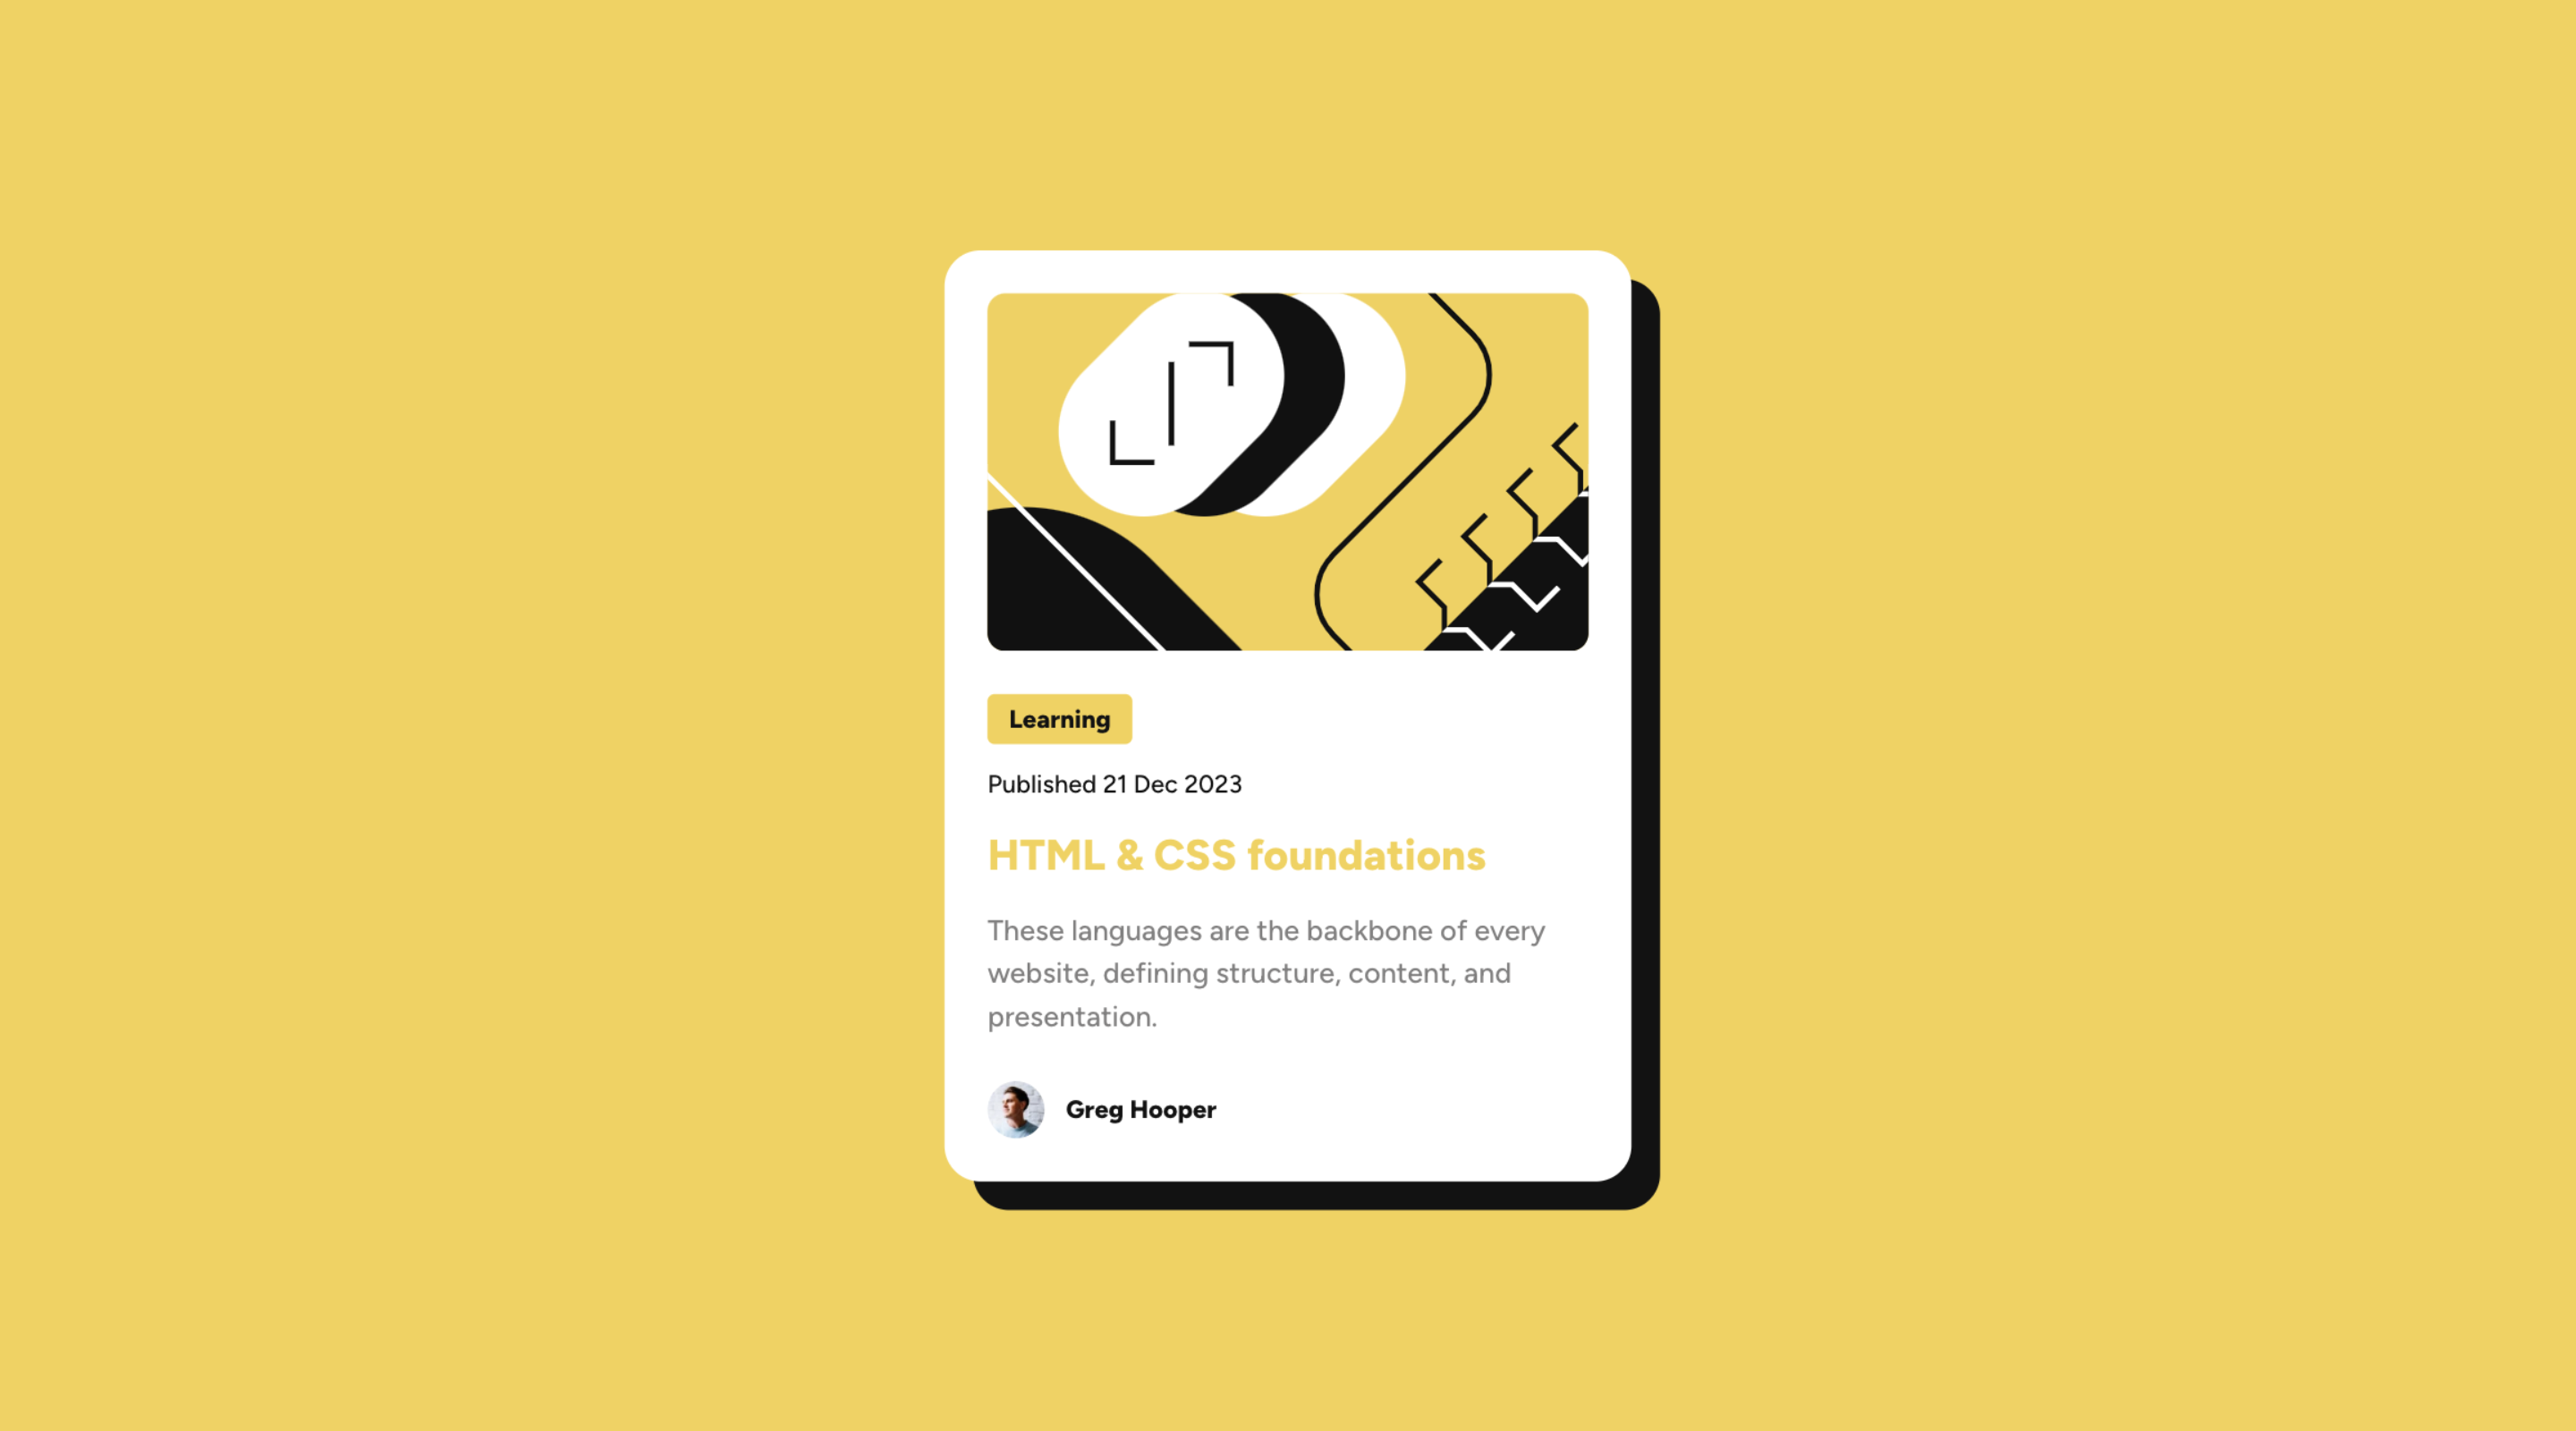 Learning
Published 21 Dec 2023
HTML & CSS foundations
These languages are the backbone of every
website, defining structure, content, and
presentation.
Greg Hooper